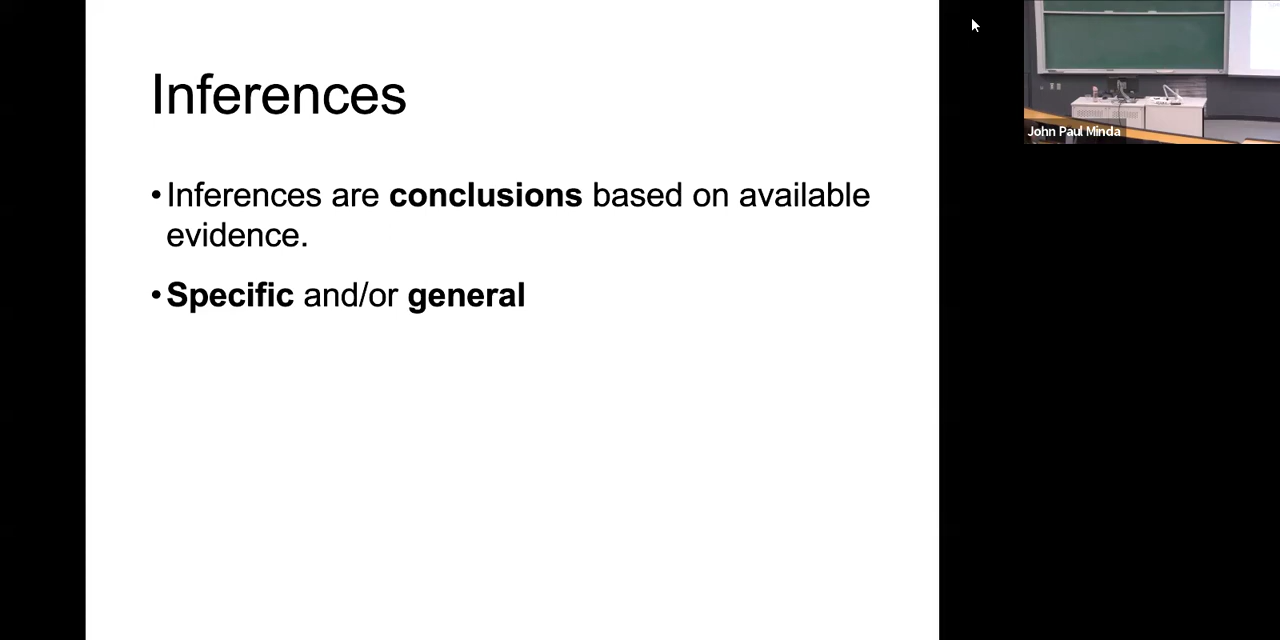 Inferences
• Inferences are conclusions based on available
evidence.
• Specific and/or general
John Paul Minda